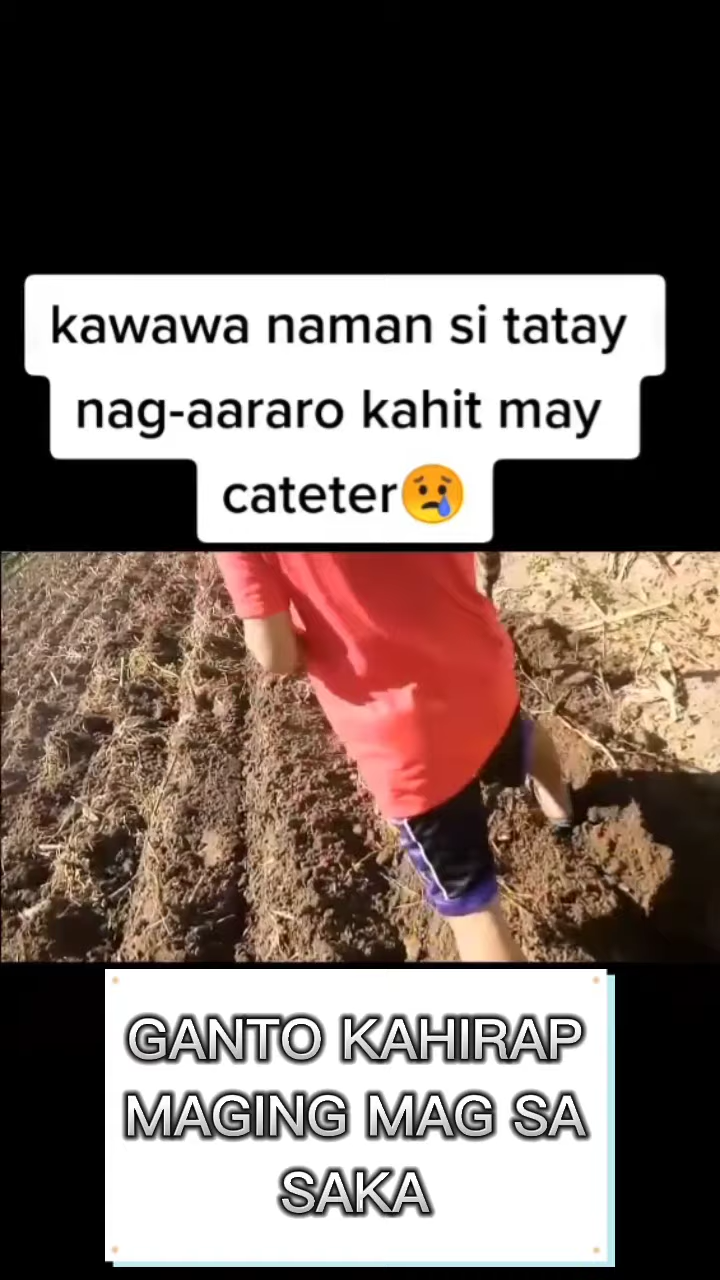 kawawa naman si tatay
nag-aararo kahit may
cateter😢
GANTO KAHIRAP
MAGING MAG SA
SAKA